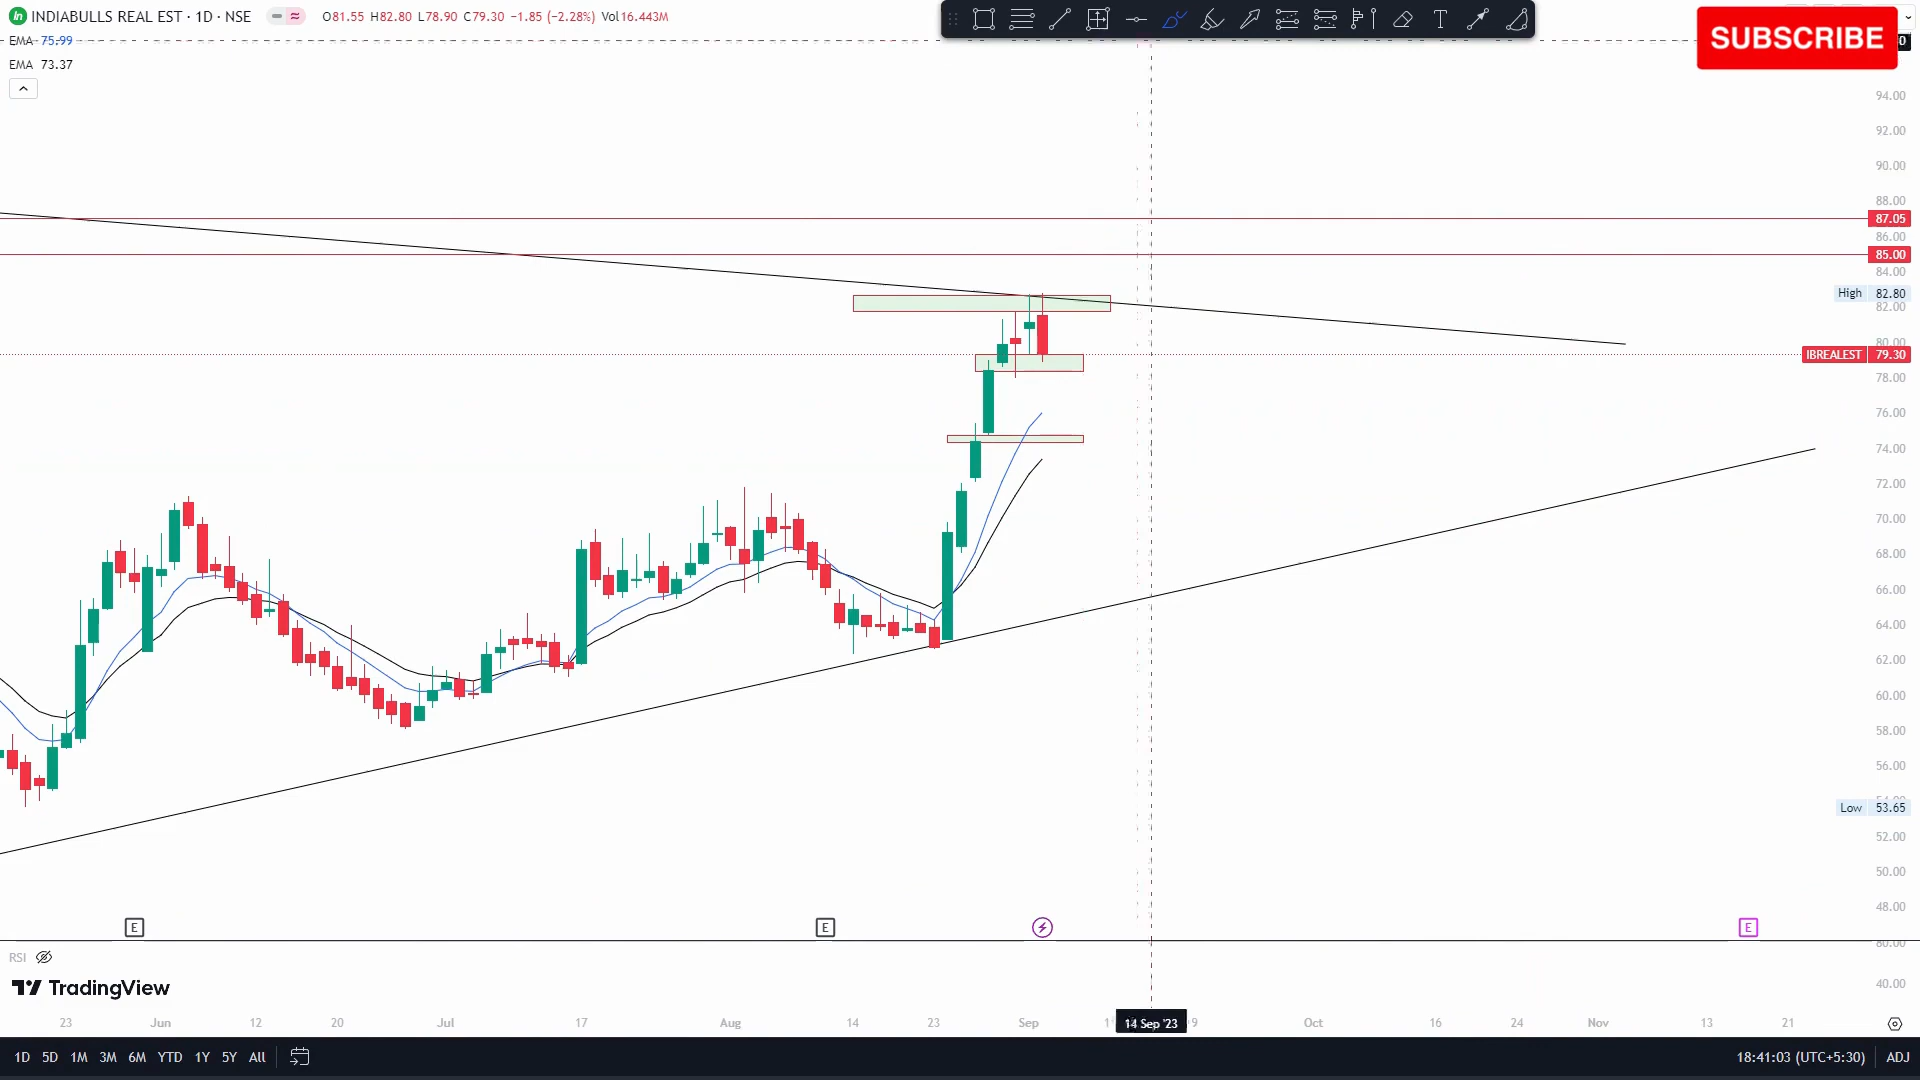 INDIABULLS REAL EST · 1D · NSE O81.55 H82.80 L78.90 C79.30 −1.85 (−2.28%) Vol16.443M
SUBSCRIBE
EMA 75.99
EMA 73.37
94.00
92.00
90.00
88.00
87.05
86.00
85.00
84.00
High 82.80
82.00
80.00
IBREALEST 79.30
78.00
76.00
74.00
72.00
70.00
68.00
66.00
64.00
62.00
60.00
58.00
56.00
54.00
Low 53.65
52.00
50.00
48.00
E E E
60.00
RSI
40.00
TradingView
23 Jun 12 20 Jul 17 Aug 14 23 Sep 14 Sep '23 Oct 16 24 Nov 13 21
1D 5D 1M 3M 6M YTD 1Y 5Y All 18:41:03 (UTC+5:30) ADJ